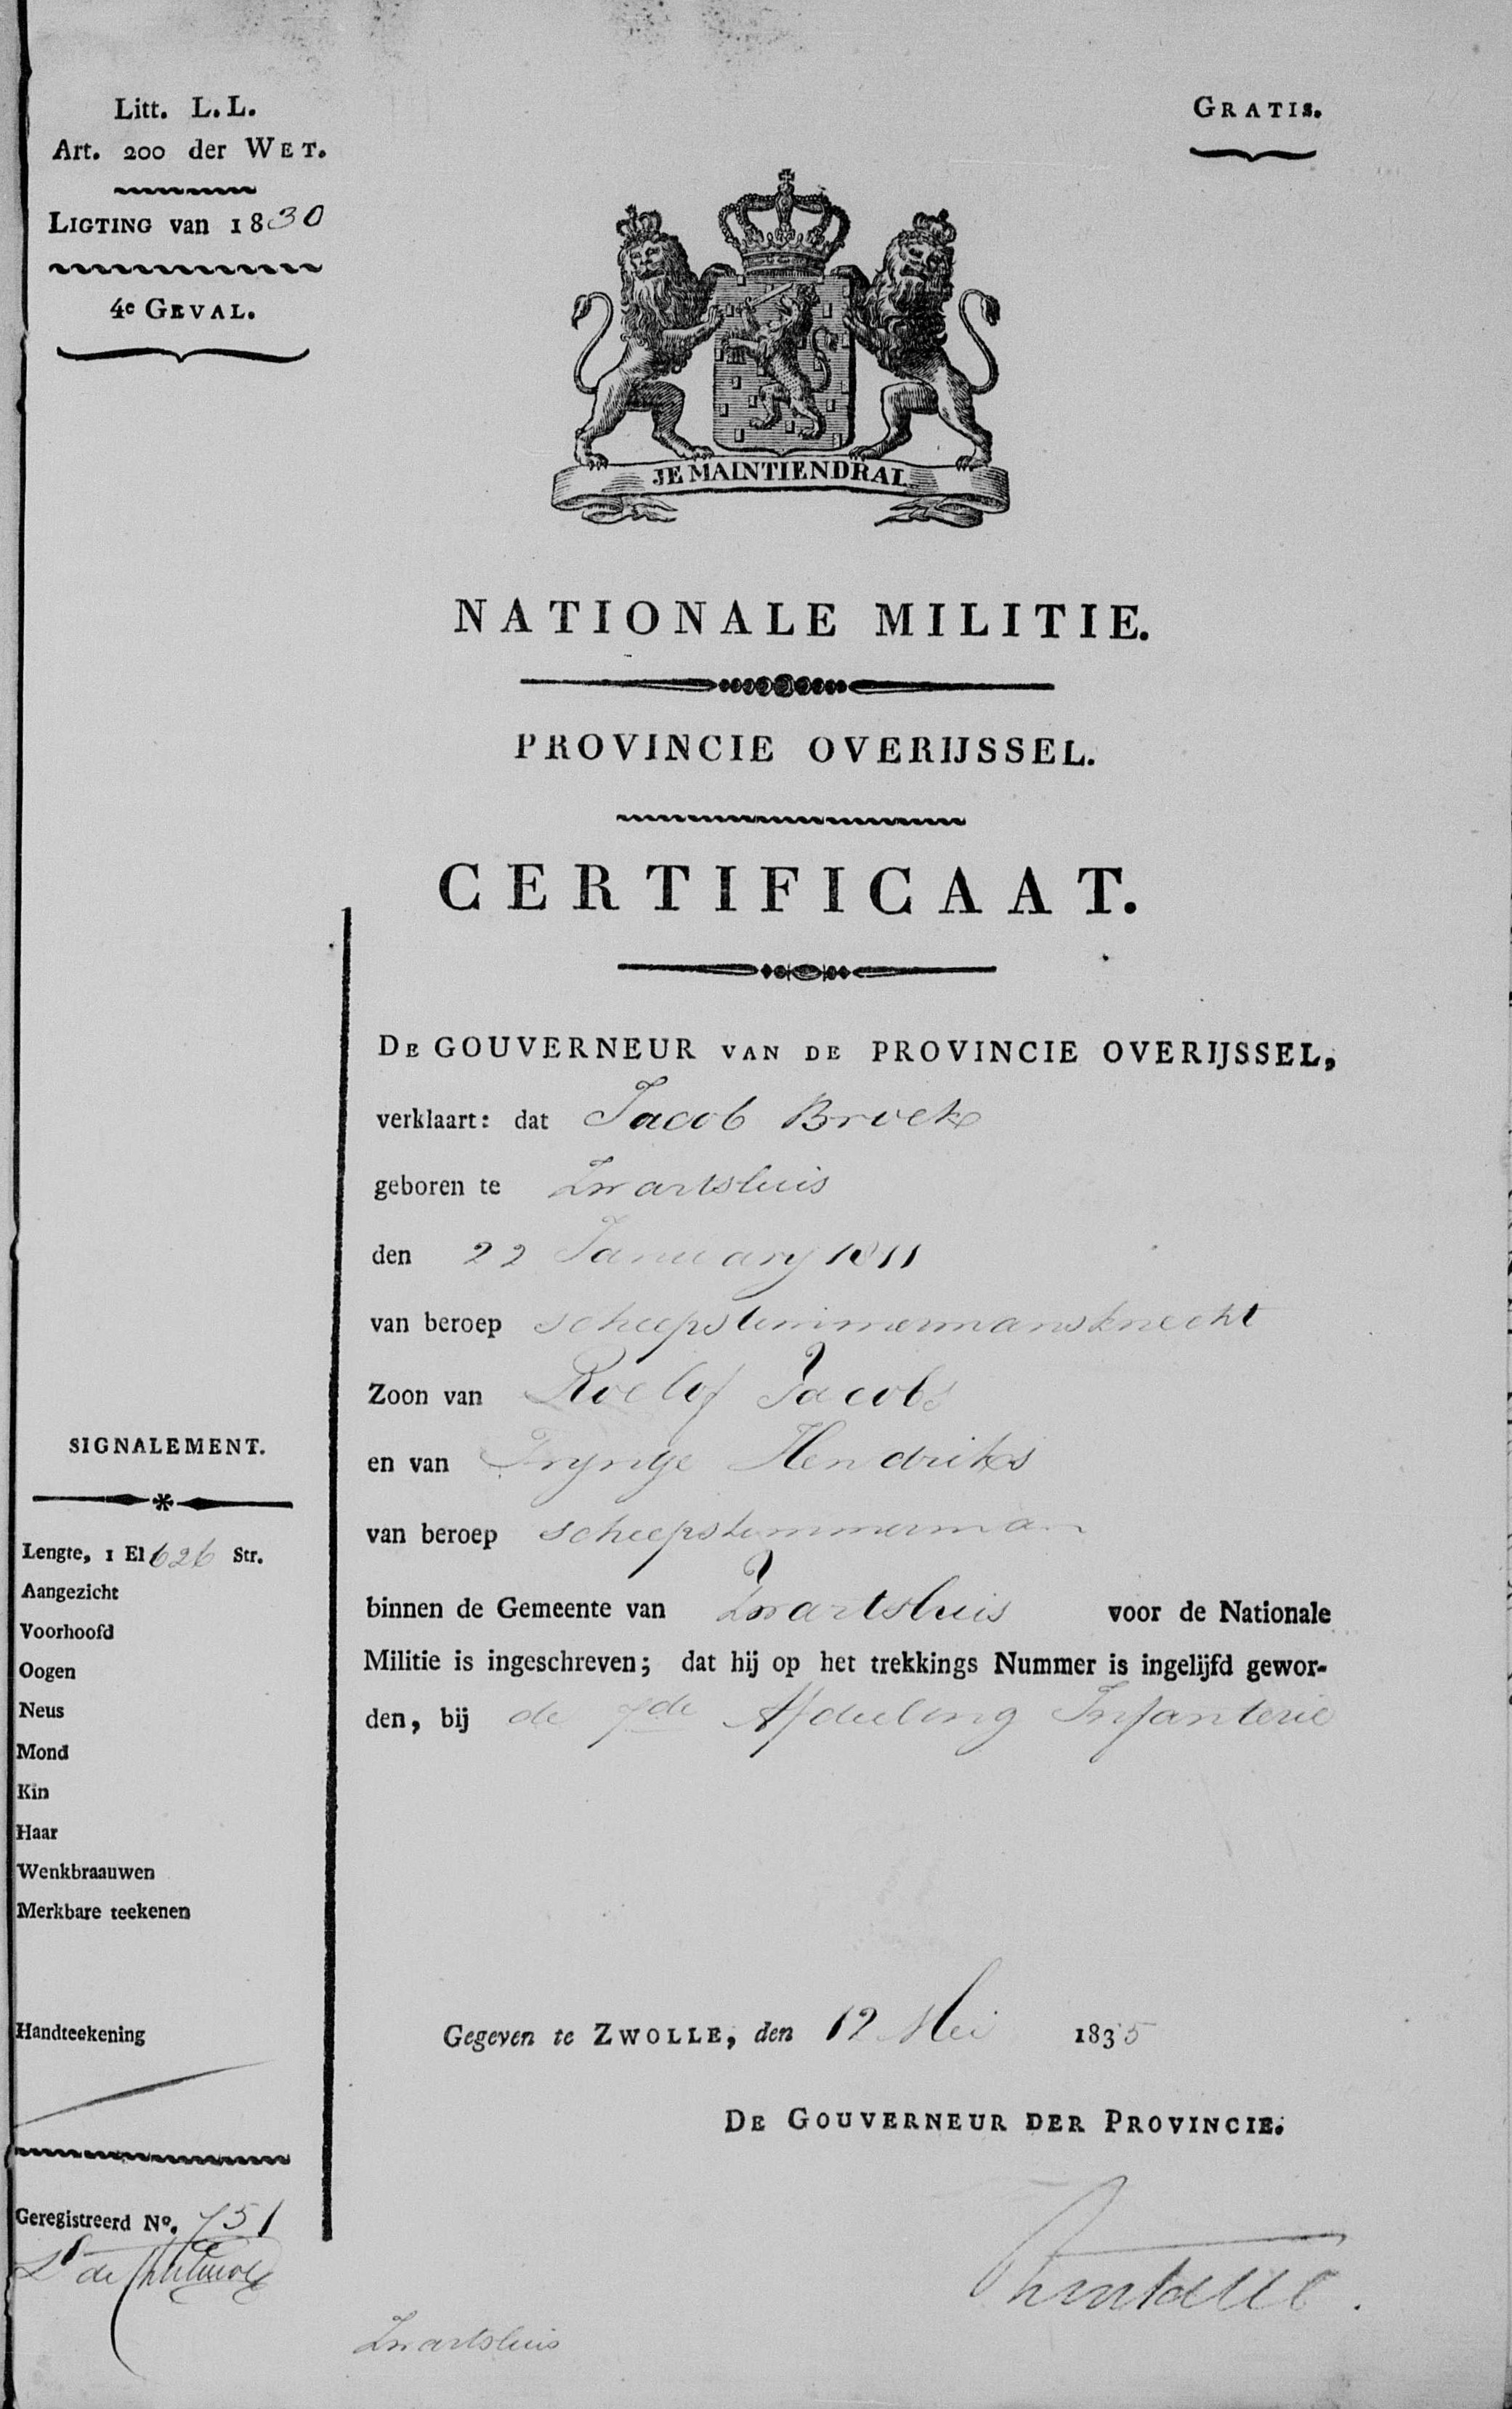 Litt. L.L.
Art. 200 der WET.
LIGTING van 1830
4e GEVAL.
GRATIS.
JE MAINTIENDRAI
NATIONALE MILITIE.
PROVINCIE OVERIJSSEL.
CERTIFICAAT.
DE GOUVERNEUR VAN DE PROVINCIE OVERIJSSEL,
verklaart: dat Jacob Broek
geboren te Zwartsluis
den 22 January 1811
van beroep scheepstimmermansknecht
Zoon van Roelof Jacobs
en van Tryntje Hendriks
van beroep scheepstimmerman
binnen de Gemeente van Zwartsluis voor de Nationale
Militie is ingeschreven; dat hij op het trekkings Nummer is ingelijfd gewor-
den, bij de 7de Afdeeling Infanterie
SIGNALEMENT.
Lengte, 1 El 626 Str.
Aangezicht
Voorhoofd
Oogen
Neus
Mond
Kin
Haar
Wenkbraauwen
Merkbare teekenen
Handteekening
Geregistreerd No. 751
Gegeven te ZWOLLE, den 12 Mei 1835
DE GOUVERNEUR DER PROVINCIE.
Zwartsluis